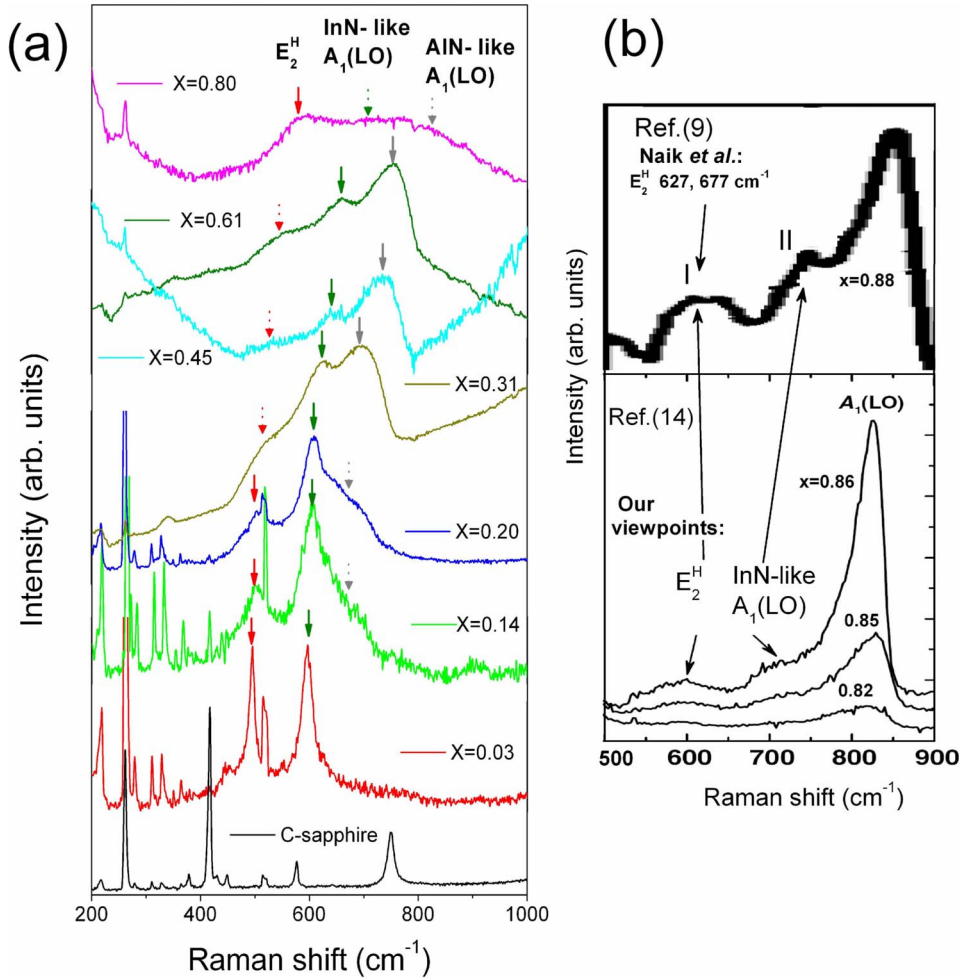 (a)
InN- like
A₁(LO)
AlN- like
A₁(LO)
E₂ᴴ
X=0.80
X=0.61
X=0.45
X=0.31
X=0.20
X=0.14
X=0.03
C-sapphire
Intensity (arb. units)
200 400 600 800 1000
Raman shift (cm⁻¹)
(b)
Ref.(9)
Naik et al.:
E₂ᴴ 627, 677 cm⁻¹
I
II
x=0.88
Ref.(14)
A₁(LO)
x=0.86
Our
viewpoints:
E₂ᴴ
InN-like
A₁(LO)
0.85
0.82
Intensity (arb. units)
500 600 700 800 900
Raman shift (cm⁻¹)